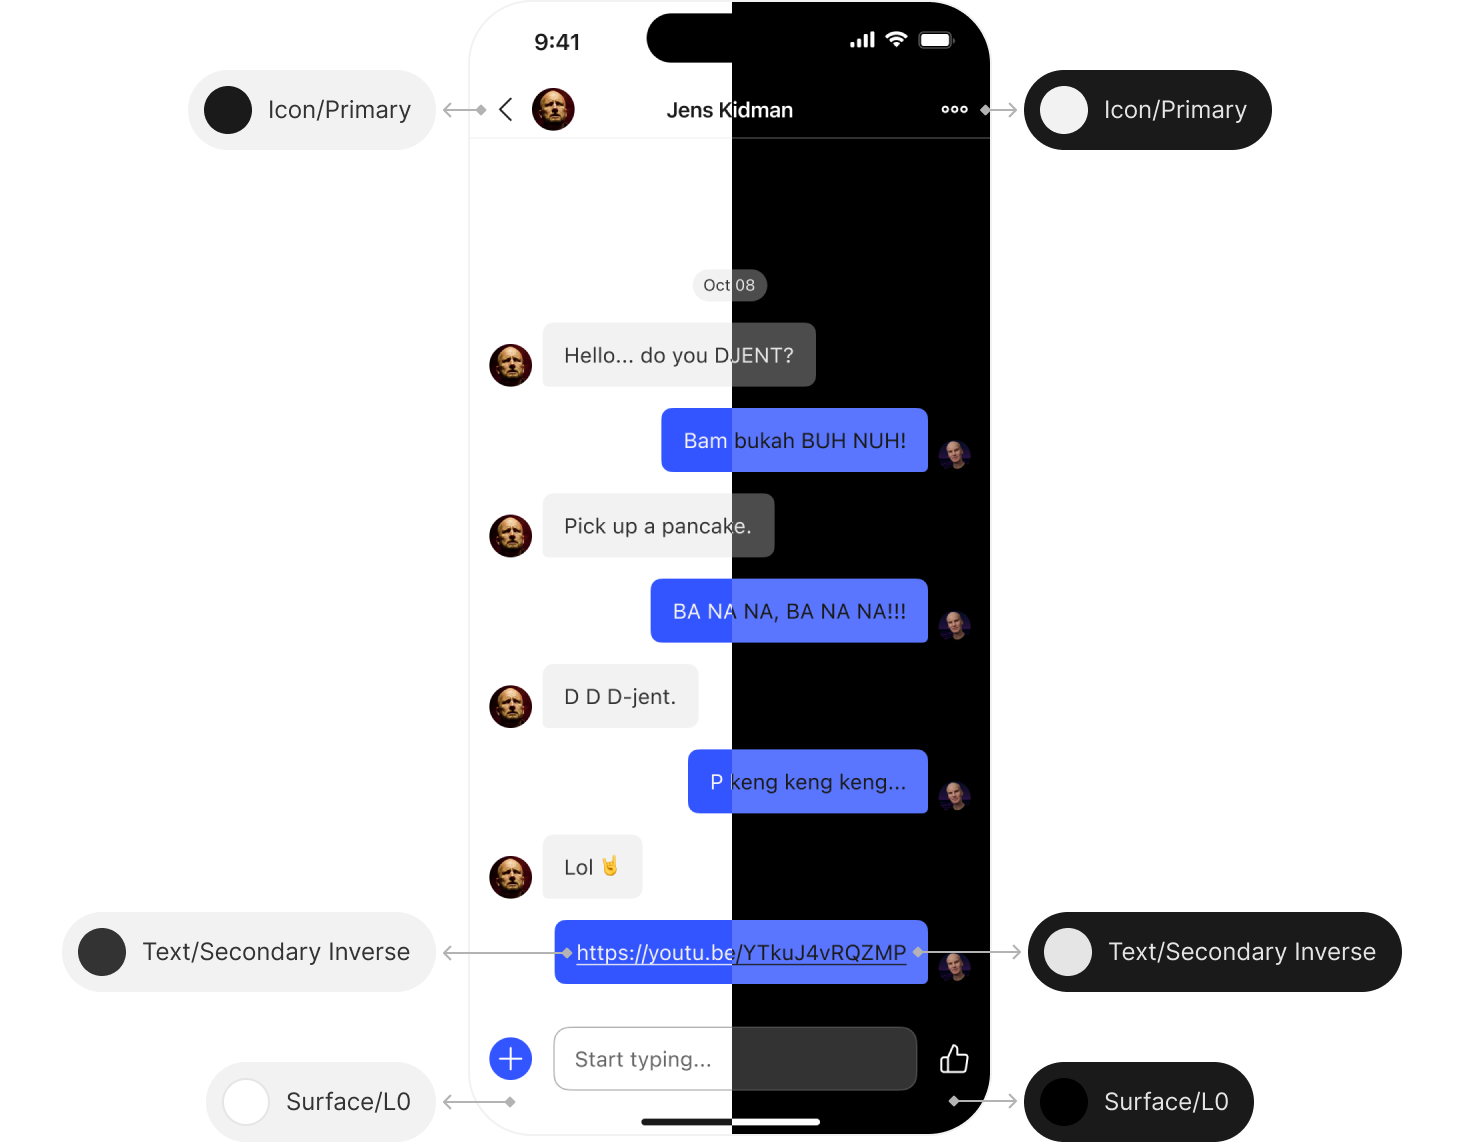 9:41
Icon/Primary
Jens Kidman
Icon/Primary
Oct 08
Hello... do you DJENT?
Bam bukah BUH NUH!
Pick up a pancake.
BA NA NA, BA NA NA!!!
D D D-jent.
P keng keng keng...
Lol 🤘
Text/Secondary Inverse
https://youtu.be/YTkuJ4vRQZMP
Text/Secondary Inverse
Start typing...
Surface/L0
Surface/L0